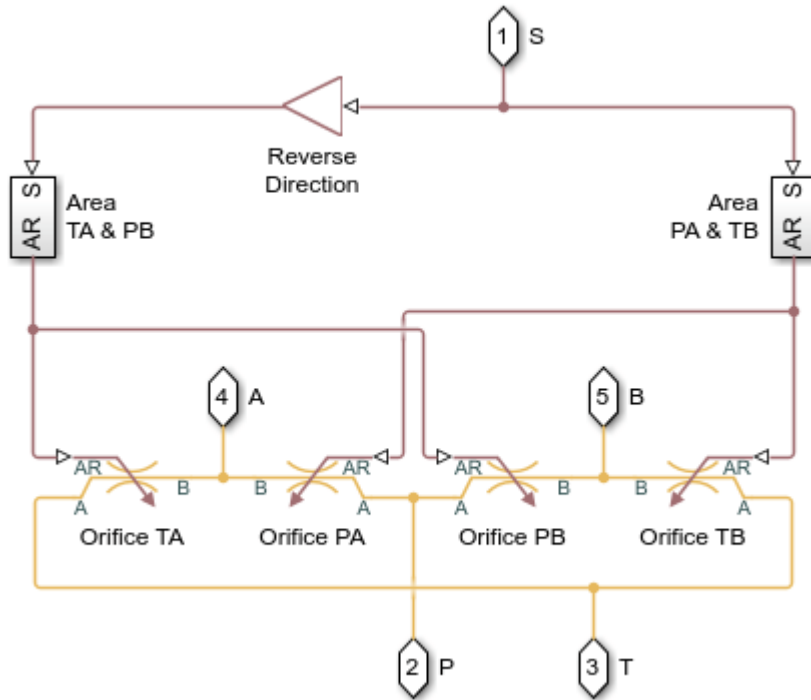 1 S
Reverse
Direction
S
AR
Area
TA & PB
Area
PA & TB
S
AR
4 A
5 B
AR
B
A
B
AR
A
AR
B
A
B
AR
A
Orifice TA
Orifice PA
Orifice PB
Orifice TB
2 P
3 T